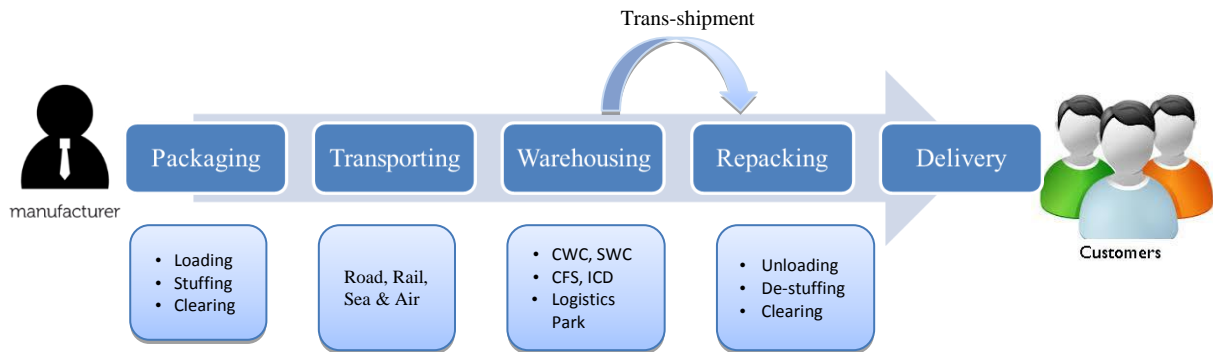 Trans-shipment
manufacturer
Packaging
Transporting
Warehousing
Repacking
Delivery
Customers
• Loading
• Stuffing
• Clearing
Road, Rail,
Sea & Air
• CWC, SWC
• CFS, ICD
• Logistics
Park
• Unloading
• De-stuffing
• Clearing